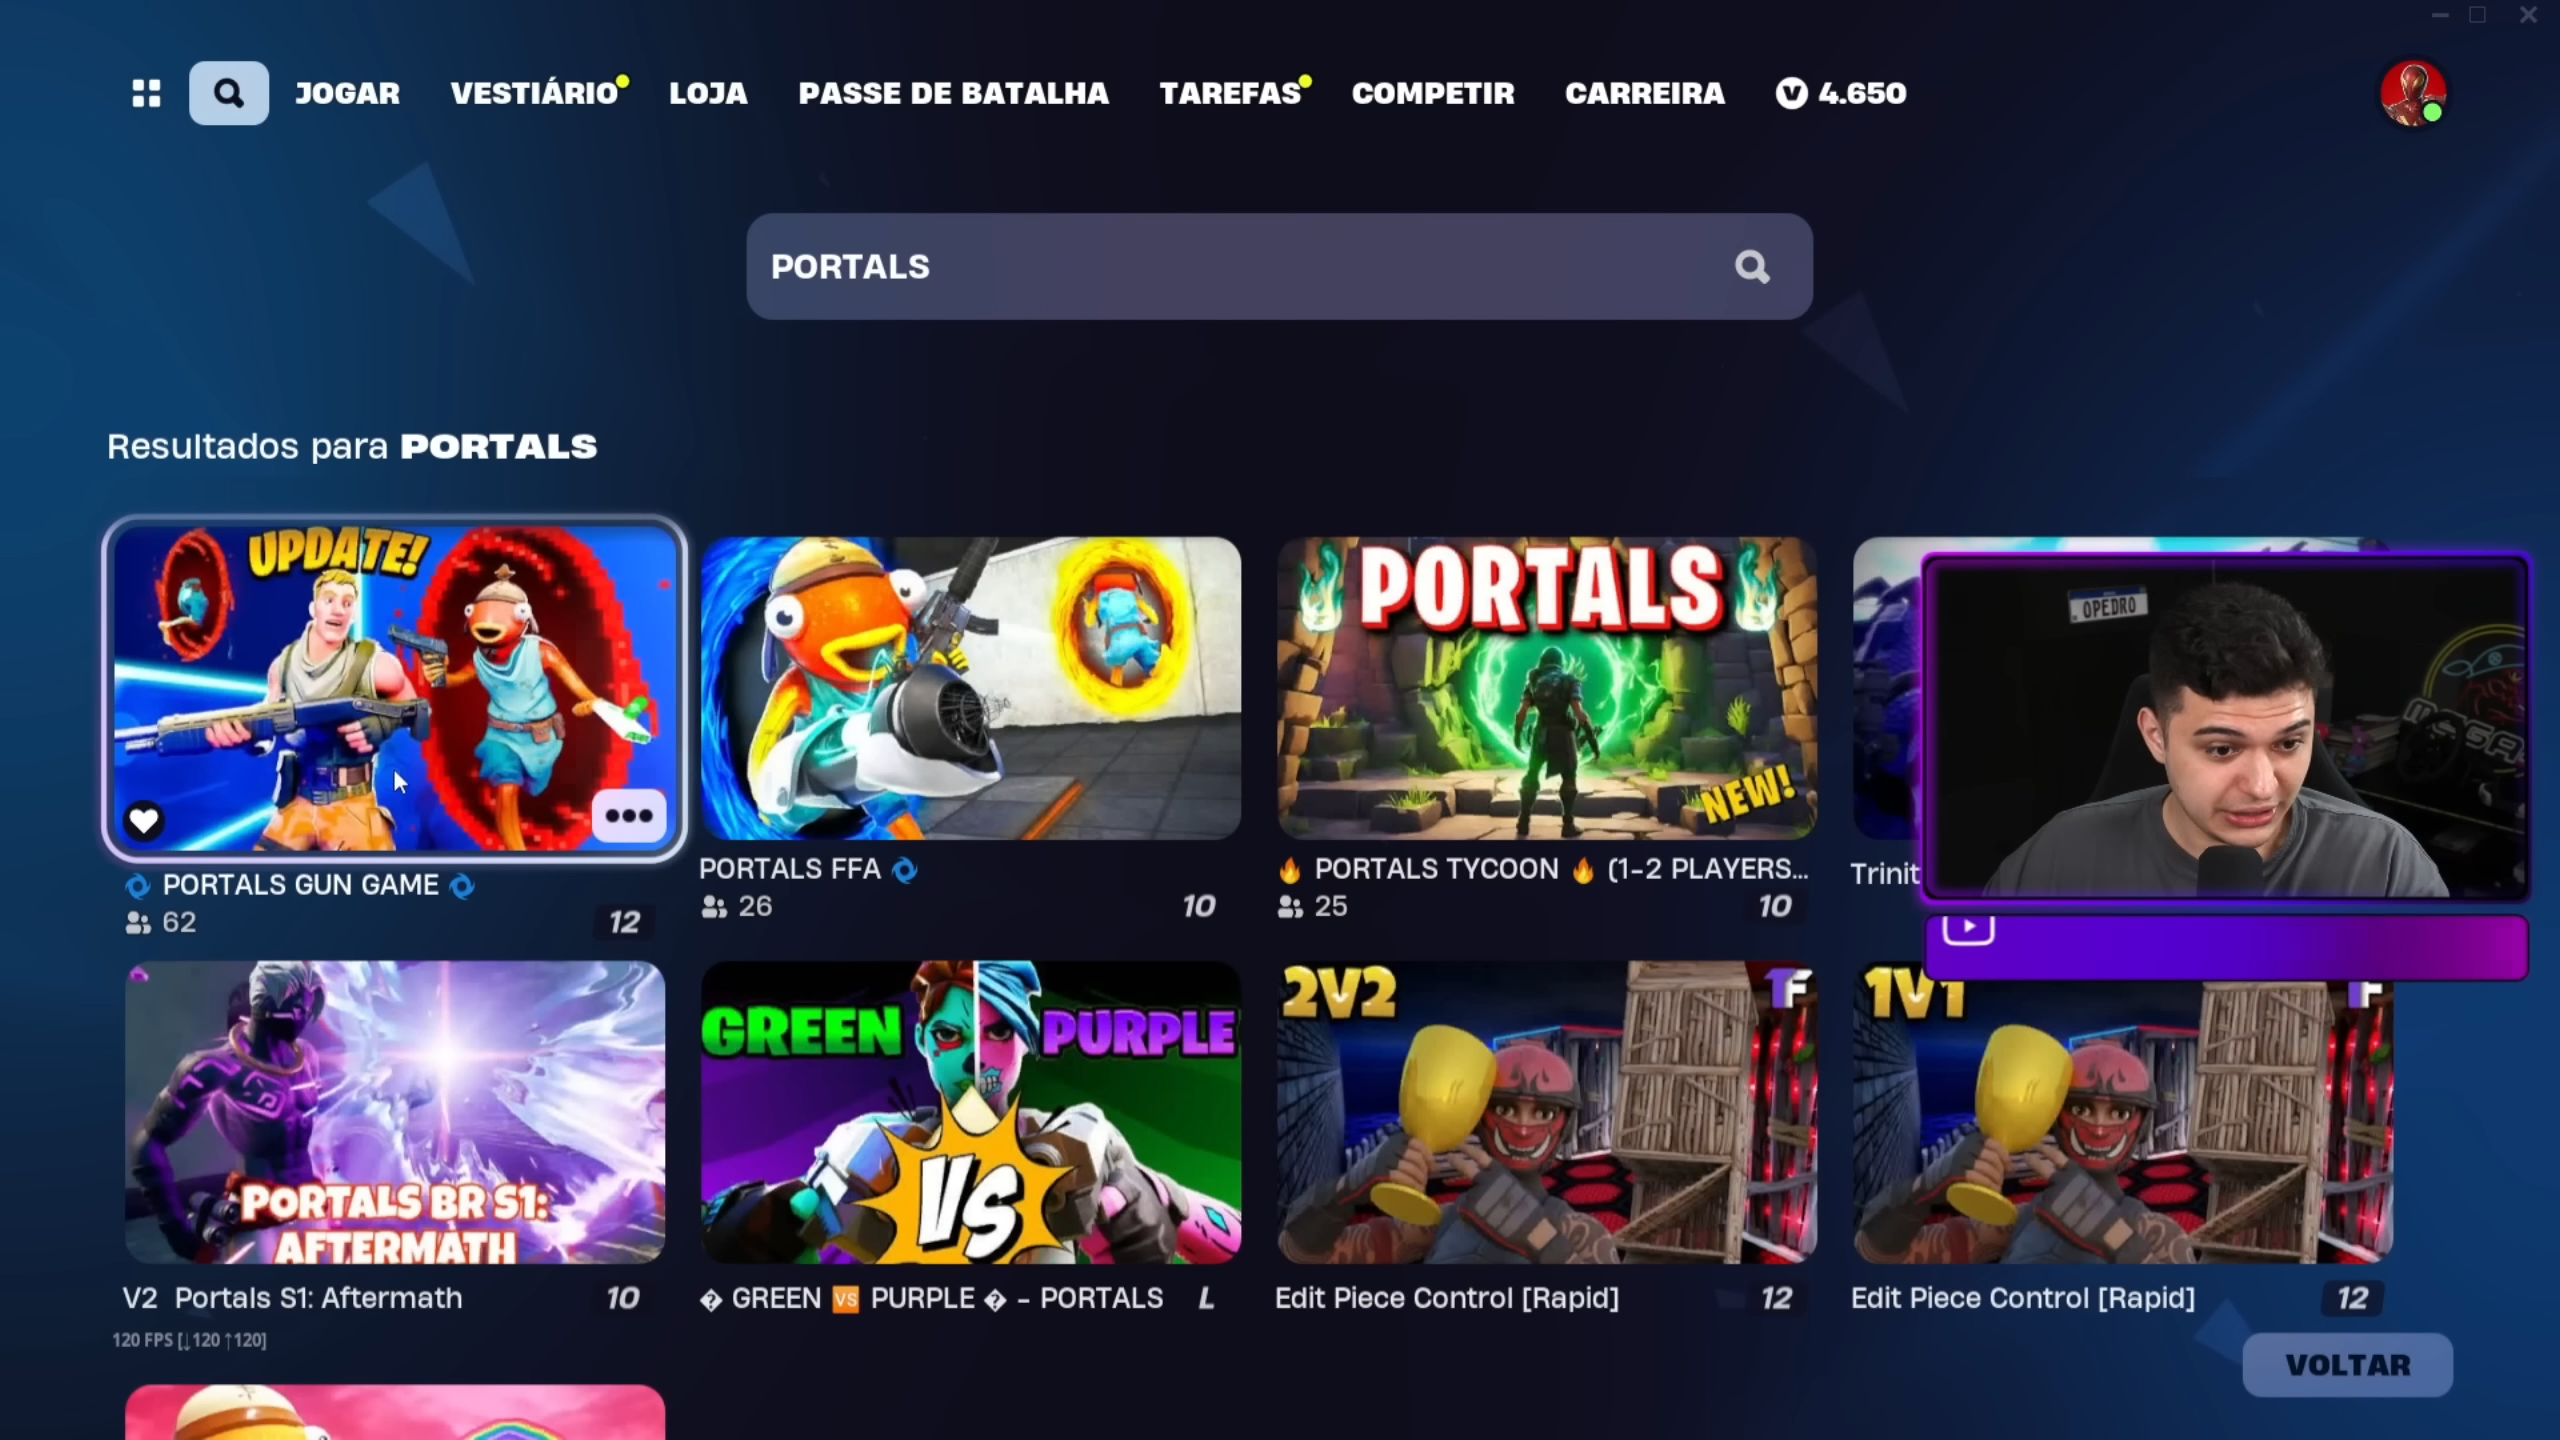 JOGAR VESTIÁRIO LOJA PASSE DE BATALHA TAREFAS COMPETIR CARREIRA V 4.650
PORTALS
Resultados para PORTALS
UPDATE!
PORTALS
NEW!
OPEDRO
PORTALS GUN GAME
62
12
PORTALS FFA
26
10
PORTALS TYCOON (1-2 PLAYERS...
25
10
Trinit
PORTALS BR S1:
AFTERMATH
GREEN PURPLE
VS
2V2
TF
1V1
TF
V2 Portals S1: Aftermath
10
GREEN VS PURPLE - PORTALS
L
Edit Piece Control [Rapid]
12
Edit Piece Control [Rapid]
12
120 FPS [↓120 ↑120]
VOLTAR